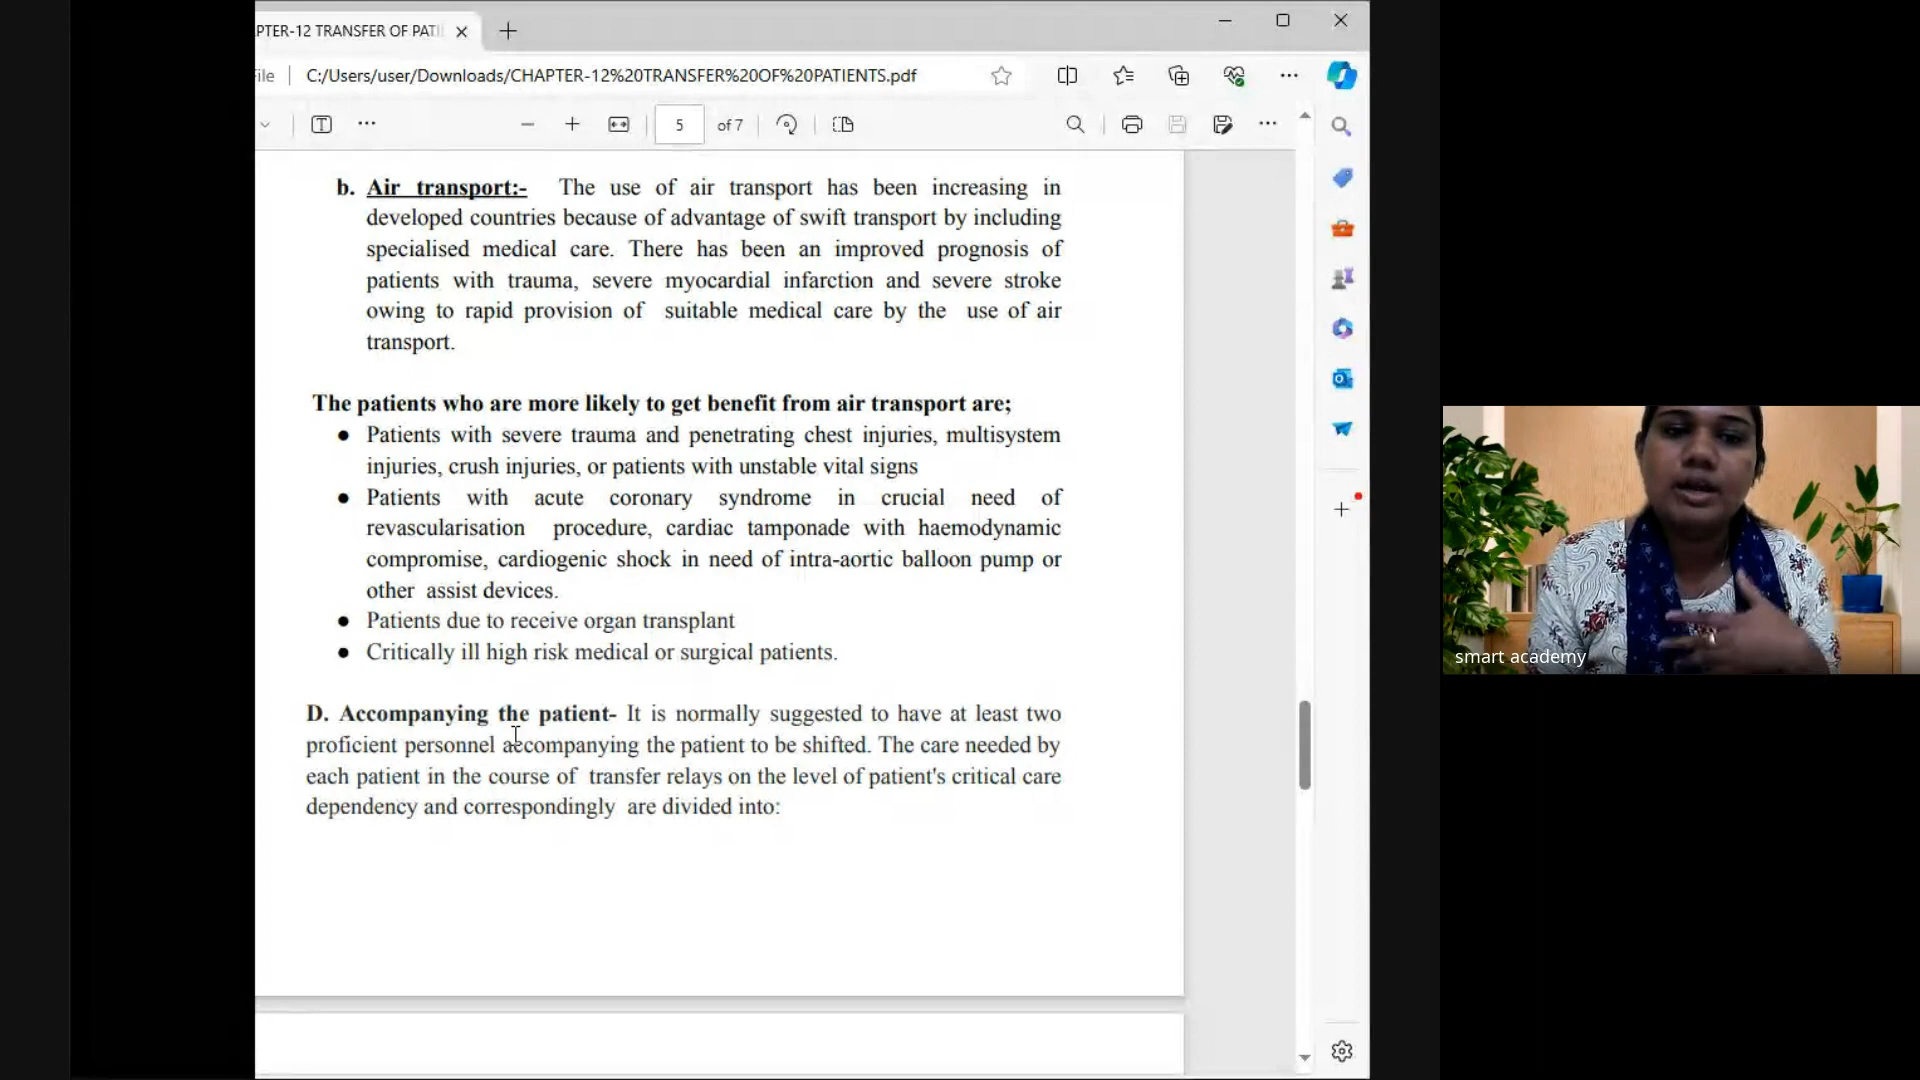 PTER-12 TRANSFER OF PATI
File
C:/Users/user/Downloads/CHAPTER-12%20TRANSFER%20OF%20PATIENTS.pdf
5 of 7
b. Air transport:- The use of air transport has been increasing in
developed countries because of advantage of swift transport by including
specialised medical care. There has been an improved prognosis of
patients with trauma, severe myocardial infarction and severe stroke
owing to rapid provision of suitable medical care by the use of air
transport.
The patients who are more likely to get benefit from air transport are;
● Patients with severe trauma and penetrating chest injuries, multisystem
injuries, crush injuries, or patients with unstable vital signs
● Patients with acute coronary syndrome in crucial need of
revascularisation procedure, cardiac tamponade with haemodynamic
compromise, cardiogenic shock in need of intra-aortic balloon pump or
other assist devices.
● Patients due to receive organ transplant
● Critically ill high risk medical or surgical patients.
D. Accompanying the patient- It is normally suggested to have at least two
proficient personnel accompanying the patient to be shifted. The care needed by
each patient in the course of transfer relays on the level of patient's critical care
dependency and correspondingly are divided into:
smart academy